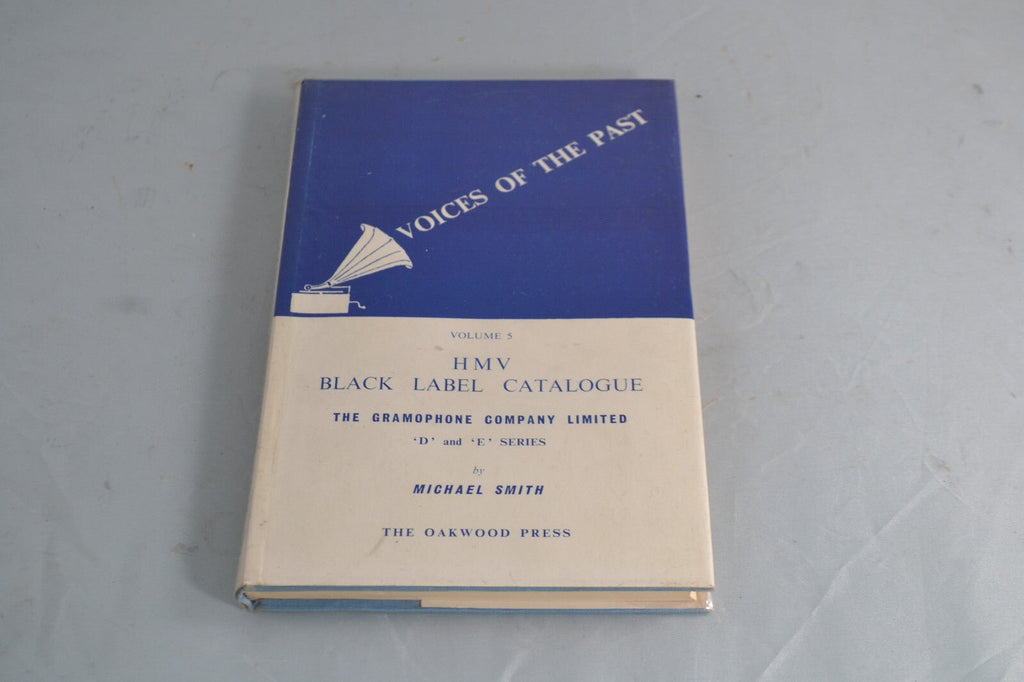 VOICES OF THE PAST
VOLUME 5
HMV
BLACK LABEL CATALOGUE
THE GRAMOPHONE COMPANY LIMITED
‘D’ and ‘E’ SERIES
by
MICHAEL SMITH
THE OAKWOOD PRESS